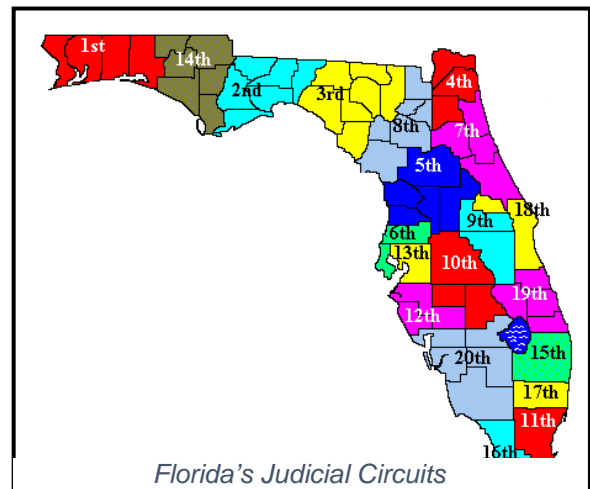 1st
14th
2nd
3rd
4th
8th
7th
5th
18th
9th
6th
13th
10th
19th
12th
20th
15th
17th
11th
16th
Florida's Judicial Circuits